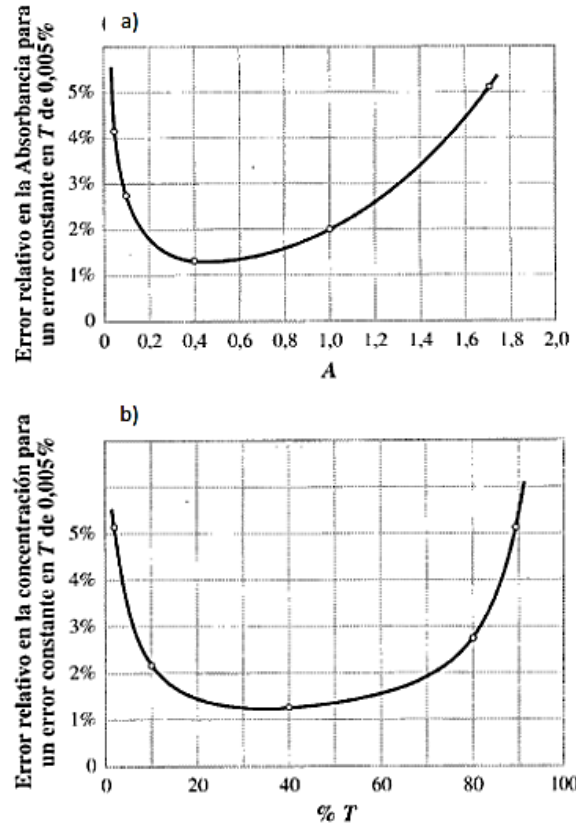 a)
Error relativo en la Absorbancia para
un error constante en T de 0,005%
5%
4%
3%
2%
1%
0
0 0,2 0,4 0,6 0,8 1,0 1,2 1,4 1,6 1,8 2,0
A
b)
Error relativo en la concentración para
un error constante en T de 0,005%
5%
4%
3%
2%
1%
0
0 20 40 60 80 100
% T